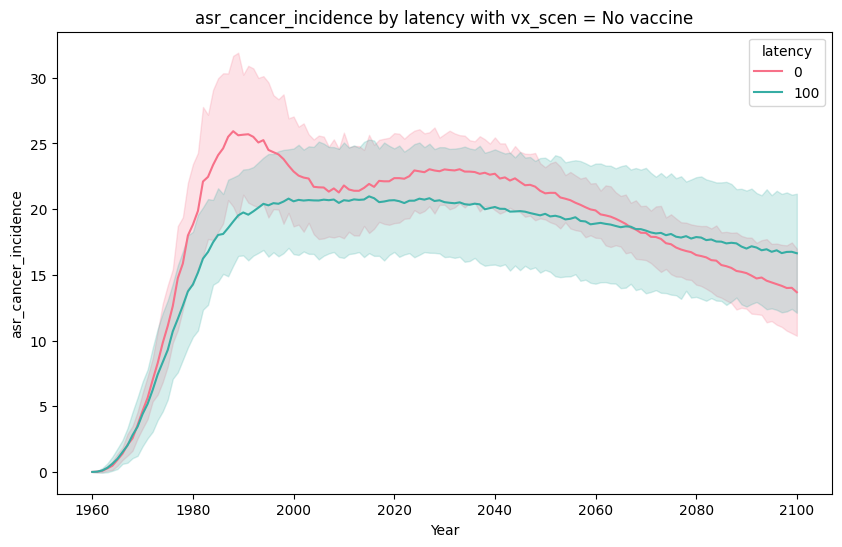 asr_cancer_incidence by latency with vx_scen = No vaccine
latency
0
100
asr_cancer_incidence
30
25
20
15
10
5
0
1960 1980 2000 2020 2040 2060 2080 2100
Year